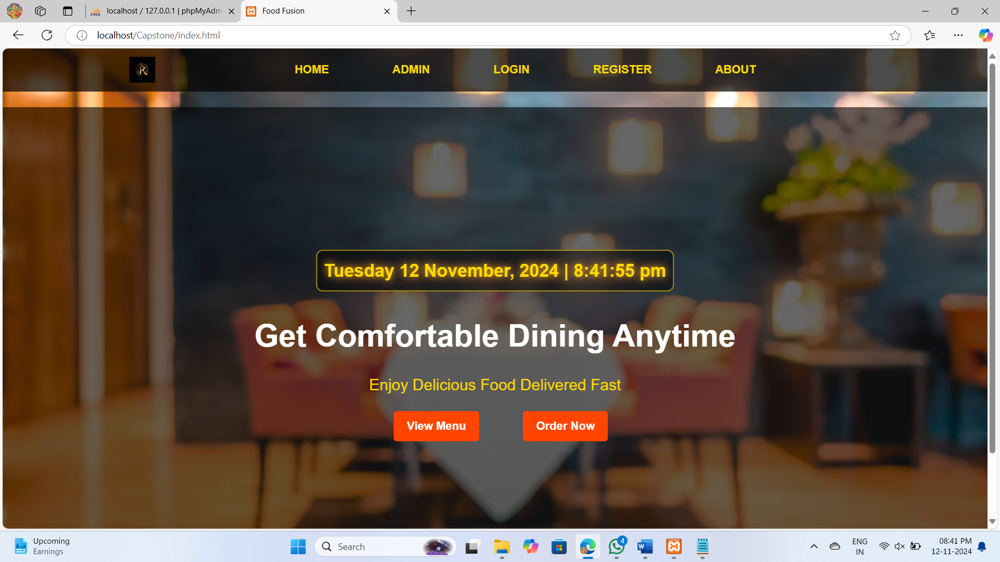 localhost / 127.0.0.1 | phpMyAdm
Food Fusion
localhost/Capstone/index.html
R
HOME
ADMIN
LOGIN
REGISTER
ABOUT
Tuesday 12 November, 2024 | 8:41:55 pm
Get Comfortable Dining Anytime
Enjoy Delicious Food Delivered Fast
View Menu
Order Now
Upcoming
Earnings
Search
4
ENG
IN
08:41 PM
12-11-2024